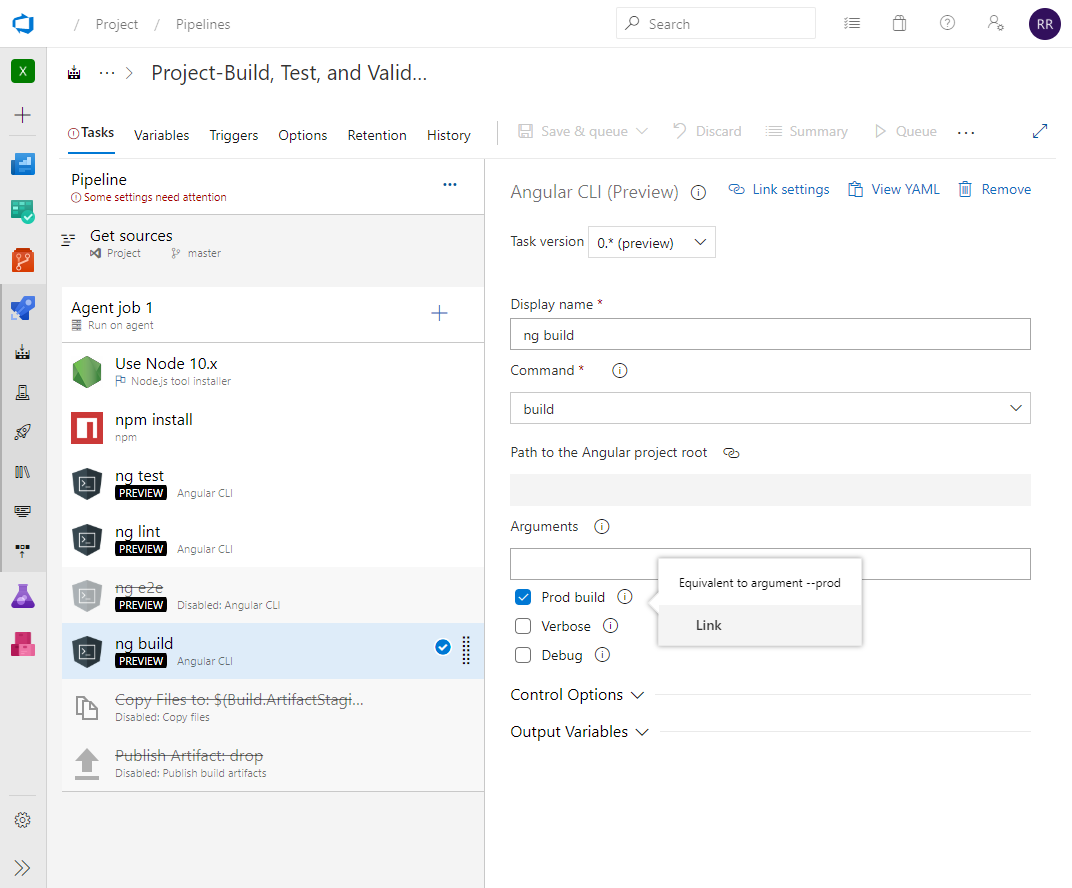 / Project / Pipelines
Search
RR
X
··· > Project-Build, Test, and Valid...
Tasks Variables Triggers Options Retention History
Save & queue Discard Summary Queue ...
Pipeline
Some settings need attention
Get sources
Project master
Agent job 1
Run on agent
Use Node 10.x
Node.js tool installer
npm install
npm
ng test
PREVIEW Angular CLI
ng lint
PREVIEW Angular CLI
ng e2e
PREVIEW Disabled: Angular CLI
ng build
PREVIEW Angular CLI
Copy Files to: $(Build.ArtifactStagi...
Disabled: Copy files
Publish Artifact: drop
Disabled: Publish build artifacts
Angular CLI (Preview) Link settings View YAML Remove
Task version 0.* (preview)
Display name *
ng build
Command *
build
Path to the Angular project root
Arguments
Equivalent to argument --prod
Link
Prod build
Verbose
Debug
Control Options
Output Variables